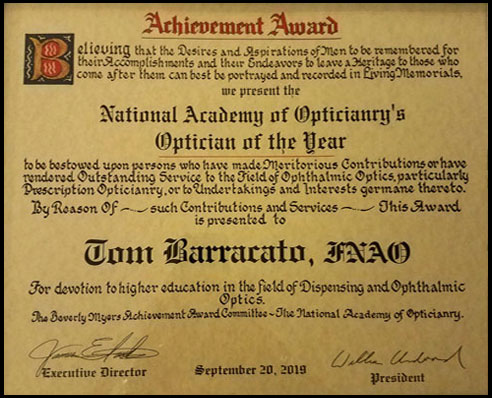 Achievement Award
Believing that the Desires and Aspirations of Men to be remembered for
their Accomplishments and their Endeavors to leave a Heritage to those who
come after them can best be portrayed and recorded in Living Memorials,
we present the
National Academy of Opticianry's
Optician of the Year
to be bestowed upon persons who have made Meritorious Contributions or have
rendered Outstanding Service to the Field of Ophthalmic Optics, particularly
Prescription Opticianry, or to Undertakings and Interests germane thereto.
By Reason Of ~ such Contributions and Services ~ This Award
is presented to
Tom Barracato, FNAO
For devotion to higher education in the field of Dispensing and Ophthalmic
Optics.
The Beverly Myers Achievement Award Committee ~ The National Academy of Opticianry.
Executive Director September 20, 2019 President